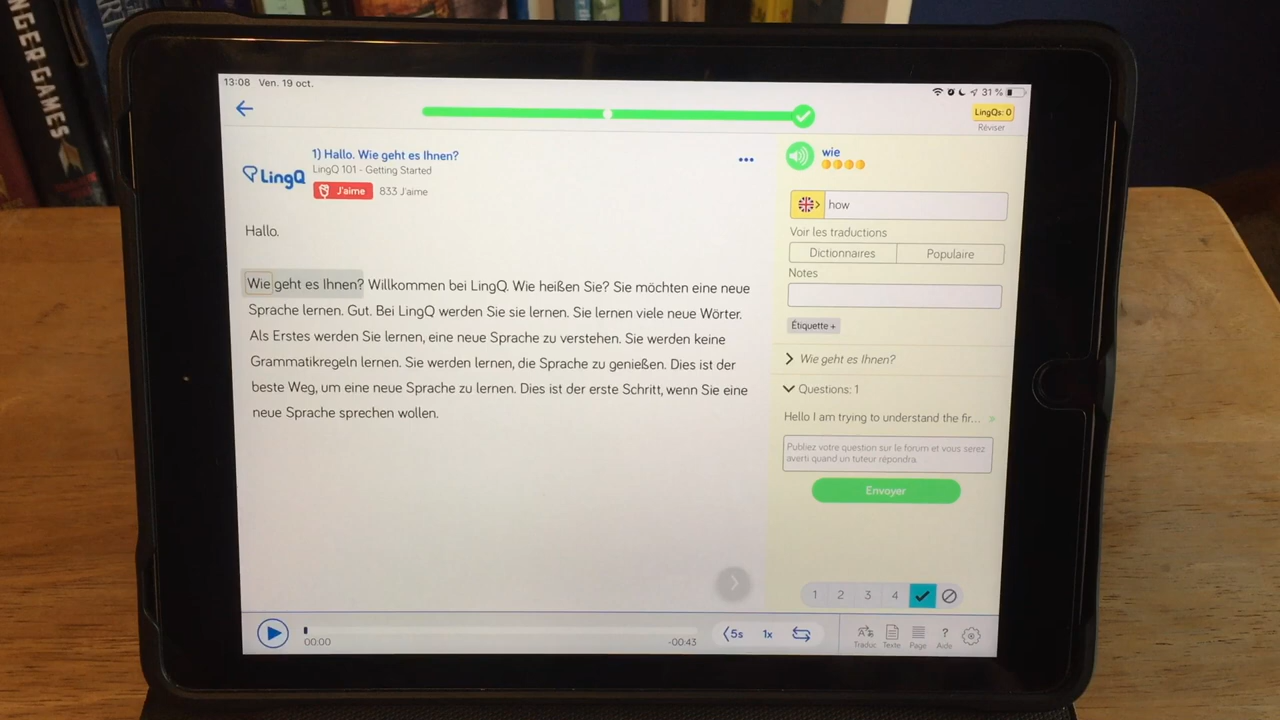 NGER GAMES
13:08 Ven. 19 oct.
31 %
LingQs: 0
Réviser
LingQ
1) Hallo. Wie geht es Ihnen?
LingQ 101 - Getting Started
J'aime 833 J'aime
Hallo.
Wie geht es Ihnen? Willkommen bei LingQ. Wie heißen Sie? Sie möchten eine neue
Sprache lernen. Gut. Bei LingQ werden Sie sie lernen. Sie lernen viele neue Wörter.
Als Erstes werden Sie lernen, eine neue Sprache zu verstehen. Sie werden keine
Grammatikregeln lernen. Sie werden lernen, die Sprache zu genießen. Dies ist der
beste Weg, um eine neue Sprache zu lernen. Dies ist der erste Schritt, wenn Sie eine
neue Sprache sprechen wollen.
wie
how
Voir les traductions
Dictionnaires Populaire
Notes
Étiquette +
Wie geht es Ihnen?
Questions: 1
Hello I am trying to understand the fir... »
Publiez votre question sur le forum et vous serez
averti quand un tuteur répondra.
Envoyer
1 2 3 4
00:00 -00:43
5s 1x
Traduc Texte Page ? Aide